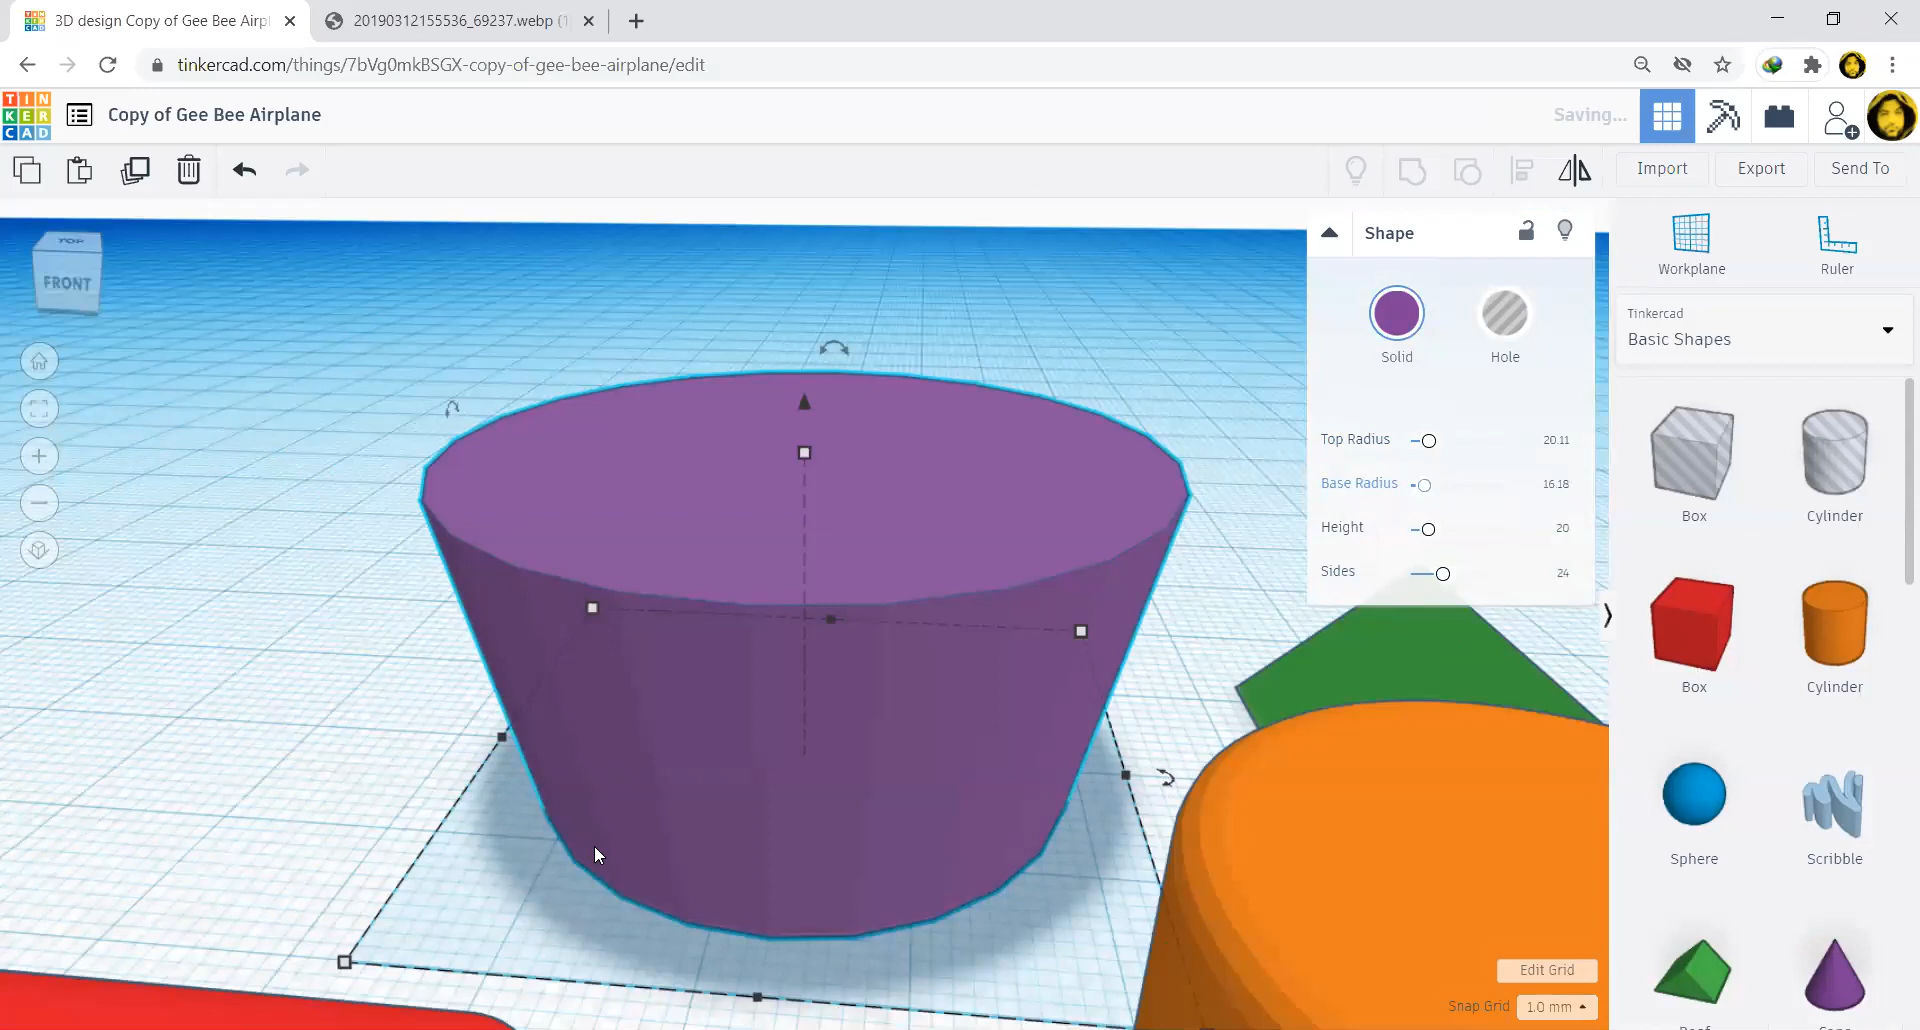 3D design Copy of Gee Bee Airpl
20190312155536_69237.webp (1
tinkercad.com/things/7bVg0mkBSGX-copy-of-gee-bee-airplane/edit
TIN
KER
CAD
Copy of Gee Bee Airplane
Saving...
Import
Export
Send To
TOP
FRONT
Shape
Solid
Hole
Top Radius
20.11
Base Radius
16.18
Height
20
Sides
24
Workplane
Ruler
Tinkercad
Basic Shapes
Box
Cylinder
Box
Cylinder
Sphere
Scribble
Edit Grid
Snap Grid
1.0 mm